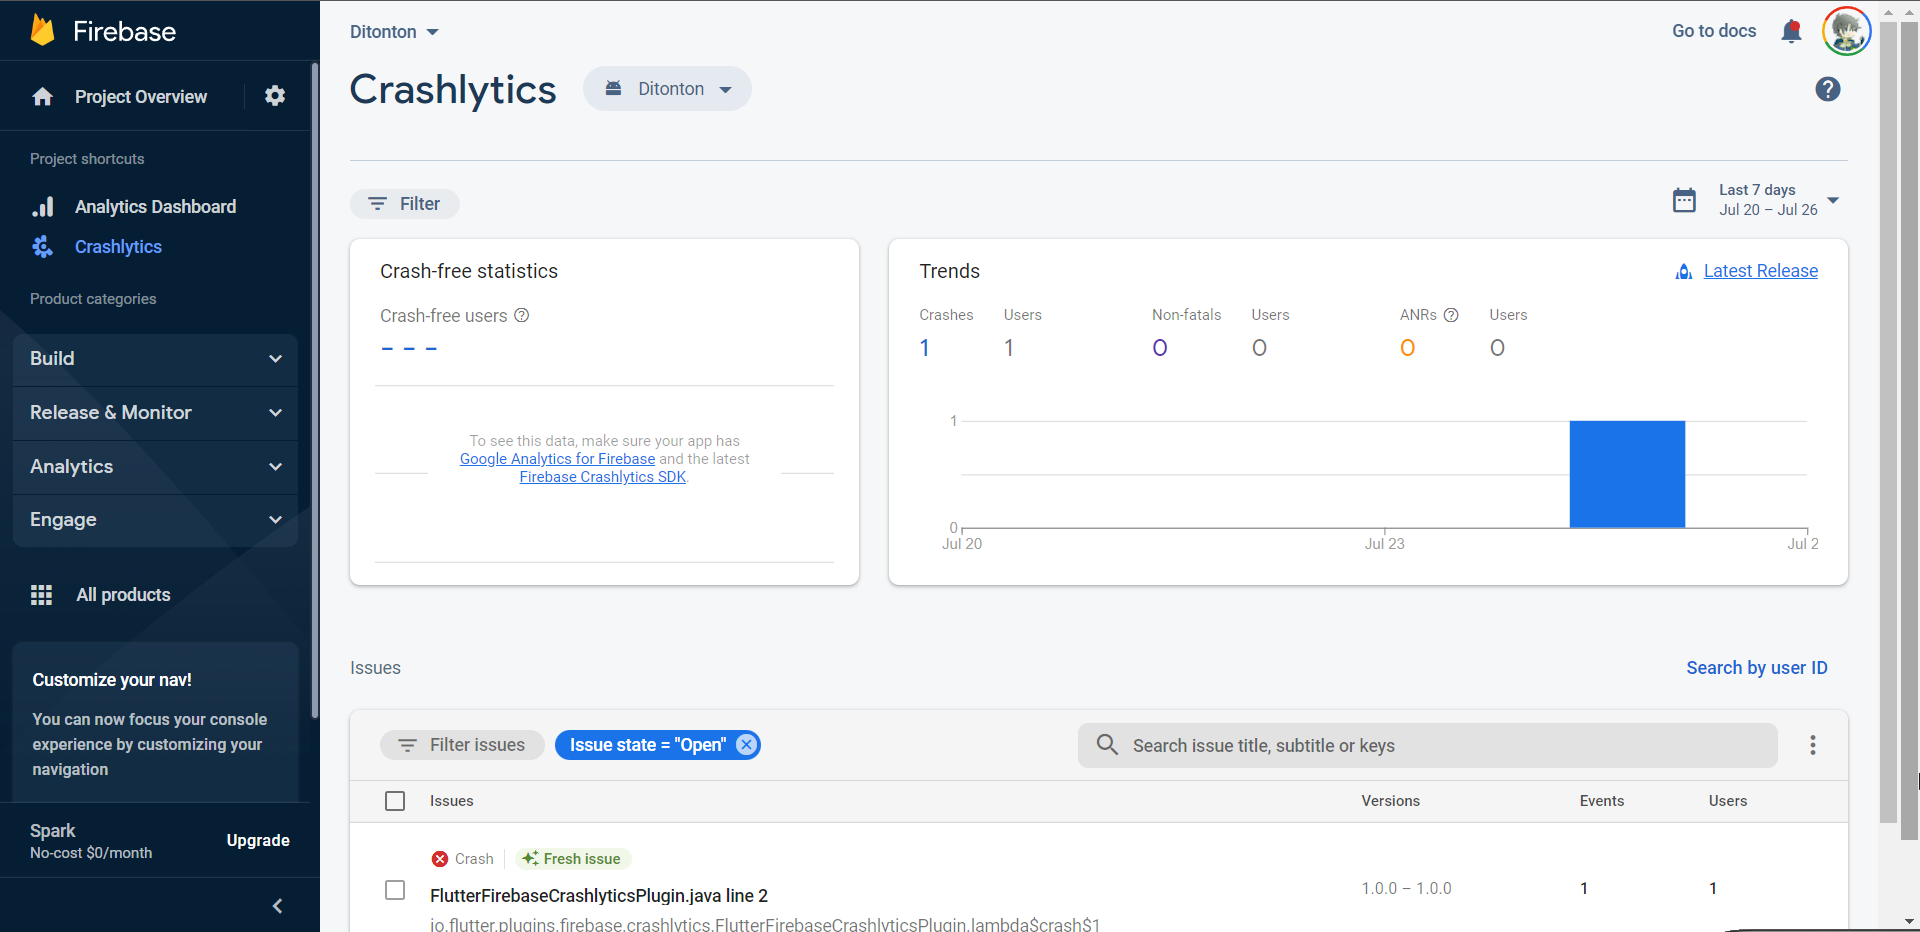 Firebase
Project Overview
Project shortcuts
Analytics Dashboard
Crashlytics
Product categories
Build
Release & Monitor
Analytics
Engage
All products
Customize your nav!
You can now focus your console
experience by customizing your
navigation
Spark
No-cost $0/month
Upgrade
Ditonton
Go to docs
Crashlytics
Ditonton
Filter
Last 7 days
Jul 20 – Jul 26
Crash-free statistics
Crash-free users
– – –
To see this data, make sure your app has
Google Analytics for Firebase and the latest
Firebase Crashlytics SDK.
Trends
Latest Release
Crashes Users Non-fatals Users ANRs Users
1 1 0 0 0 0
1
0
Jul 20 Jul 23 Jul 2
Issues
Search by user ID
Filter issues
Issue state = "Open"
Search issue title, subtitle or keys
Issues Versions Events Users
Crash
Fresh issue
FlutterFirebaseCrashlyticsPlugin.java line 2
1.0.0 – 1.0.0 1 1
io.flutter.plugins.firebase.crashlytics.FlutterFirebaseCrashlyticsPlugin.lambda$crash$1